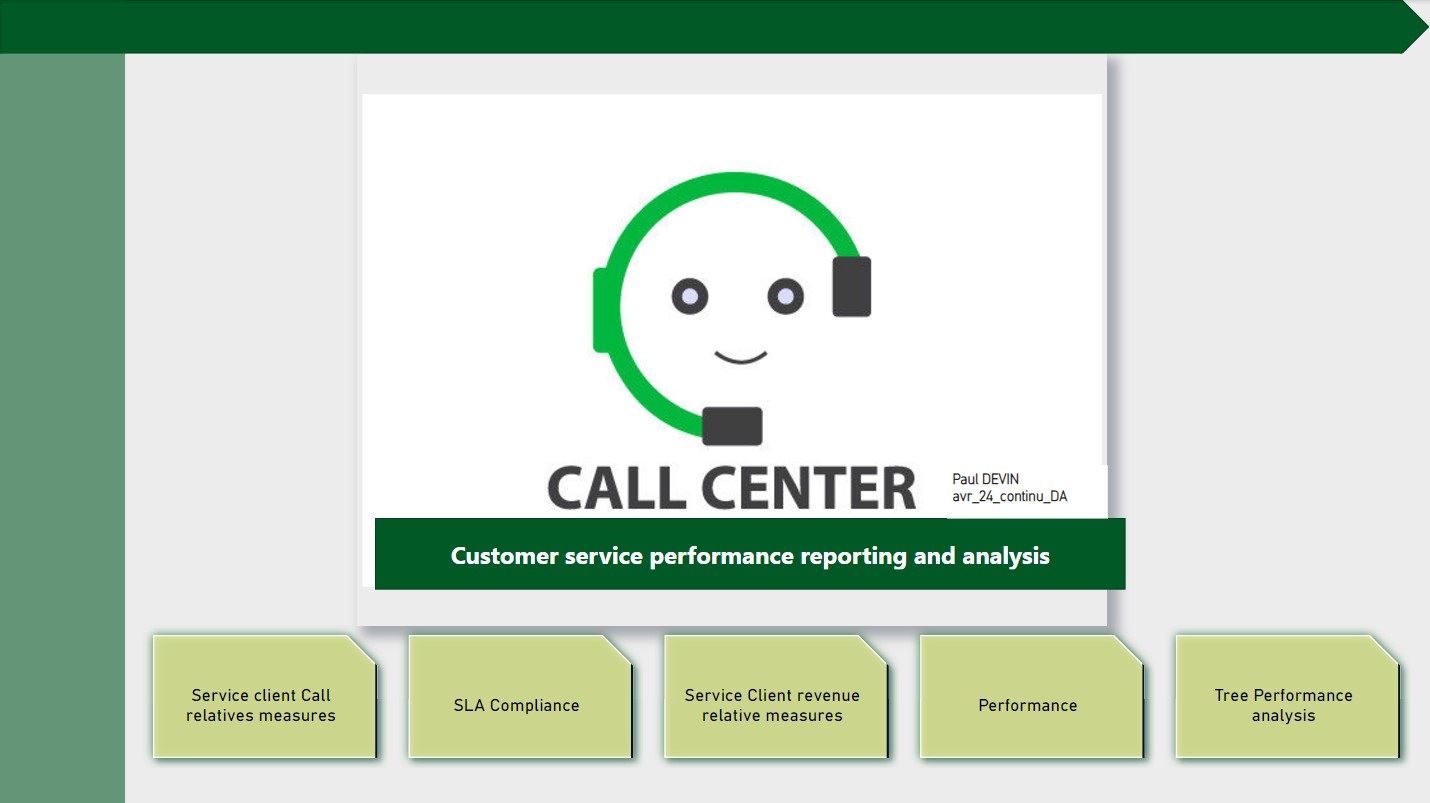 CALL CENTER
Paul DEVIN
avr_24_continu_DA
Customer service performance reporting and analysis
Service client Call
relatives measures
SLA Compliance
Service Client revenue
relative measures
Performance
Tree Performance
analysis